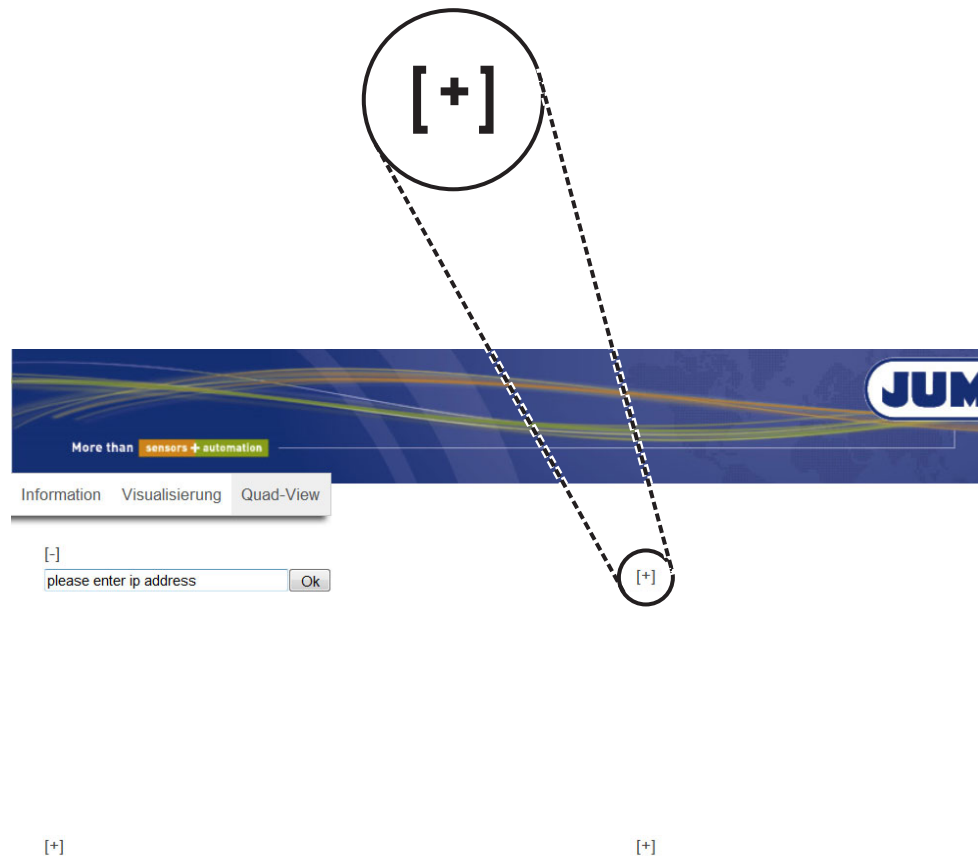 [+]
JUM
More than sensors + automation
Information Visualisierung Quad-View
[-]
please enter ip address Ok
[+]
[+] [+]